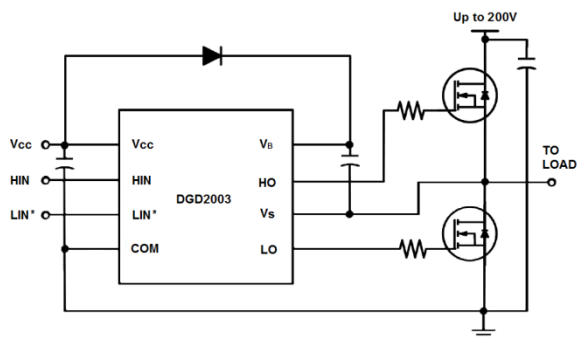 Up to 200V
Vcc
Vcc
VB
TO
LOAD
HIN
HIN
HO
DGD2003
LIN*
LIN*
Vs
COM
LO